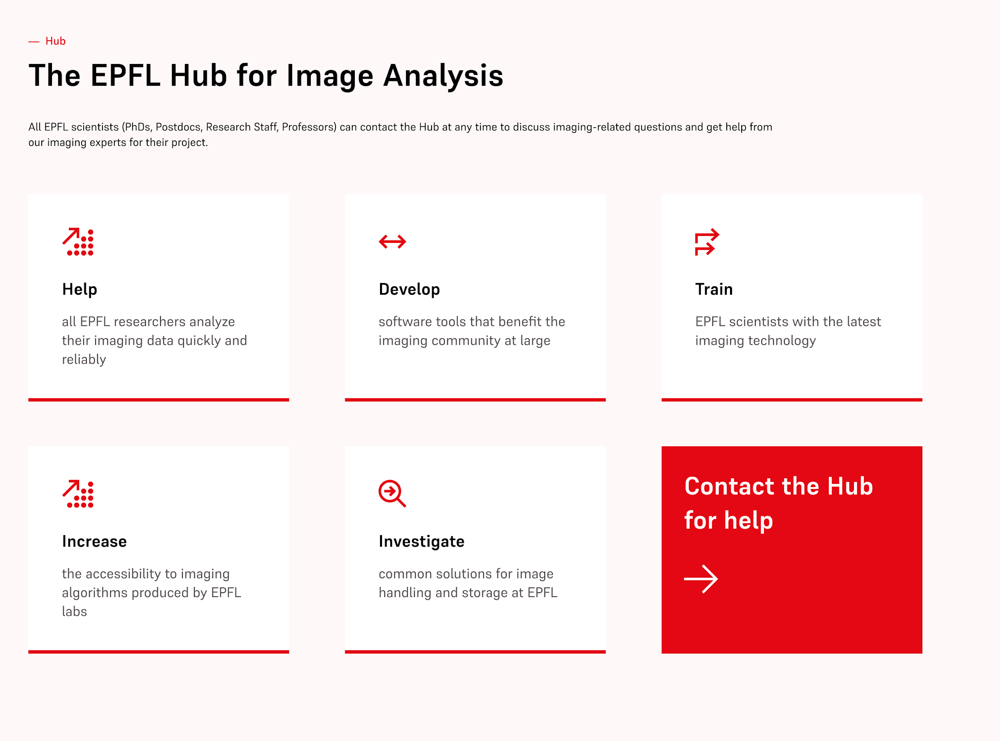 — Hub
The EPFL Hub for Image Analysis
All EPFL scientists (PhDs, Postdocs, Research Staff, Professors) can contact the Hub at any time to discuss imaging-related questions and get help from
our imaging experts for their project.
Help
all EPFL researchers analyze
their imaging data quickly and
reliably
Develop
software tools that benefit the
imaging community at large
Train
EPFL scientists with the latest
imaging technology
Increase
the accessibility to imaging
algorithms produced by EPFL
labs
Investigate
common solutions for image
handling and storage at EPFL
Contact the Hub
for help